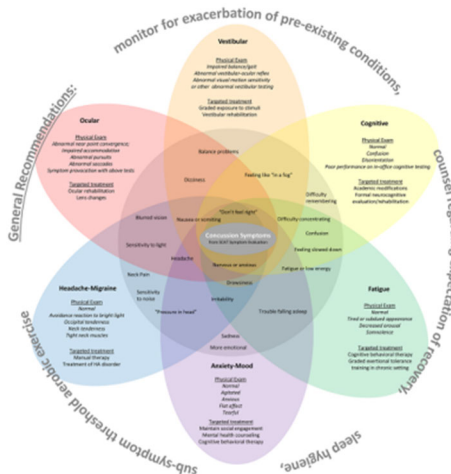 General Recommendations:
monitor for exacerbation of pre-existing conditions,
expectation of recovery,
sleep hygiene,
sub-symptom threshold aerobic exercise
Vestibular
Physical Exam
Impaired balance/gait
Abnormal vestibular-ocular reflex
Abnormal visual motion sensitivity
or other abnormal vestibular testing
Targeted Treatment
Graded exposure to stimuli
Vestibular rehabilitation
Ocular
Physical Exam
Abnormal near point convergence;
Impaired accommodation
Abnormal pursuits
Abnormal saccades
Symptom provocation with above tests
Targeted Treatment
Ocular rehabilitation
Lens changes
Cognitive
Physical Exam
Normal
Confusion
Disorientation
Poor performance on in-office cognitive testing
Targeted Treatment
Academic modifications
Formal neurocognitive
evaluation/rehabilitation
Balance problems
Dizziness
Feeling like "in a fog"
Difficulty
remembering
Blurred vision
Nausea or vomiting
"Don't feel right"
Difficulty concentrating
Concussion Symptoms
From SCAT Symptom Evaluation
Confusion
Sensitivity to light
Headache
Feeling slowed down
Nervous or anxious
Fatigue or low energy
Neck Pain
Drowsiness
Sensitivity
to noise
Irritability
"Pressure in head"
Trouble falling asleep
Sadness
More emotional
Headache-Migraine
Physical Exam
Normal
Avoidance reaction to bright light
Occipital tenderness
Neck tenderness
Tight neck muscles
Targeted treatment
Manual therapy
Treatment of HA disorder
Fatigue
Physical Exam
Normal
Tired or subdued appearance
Decreased arousal
Somnolence
Targeted treatment
Cognitive behavioral therapy
Graded exertional tolerance
training in chronic setting
Anxiety-Mood
Physical Exam
Normal
Agitated
Anxious
Flat affect
Tearful
Targeted Treatment
Maintain social engagement
Mental health counseling
Cognitive behavioral therapy